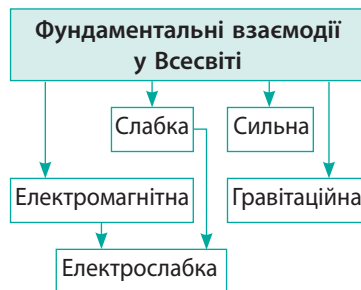 Фундаментальні взаємодії
у Всесвіті
Слабка
Сильна
Електромагнітна
Гравітаційна
Електрослабка